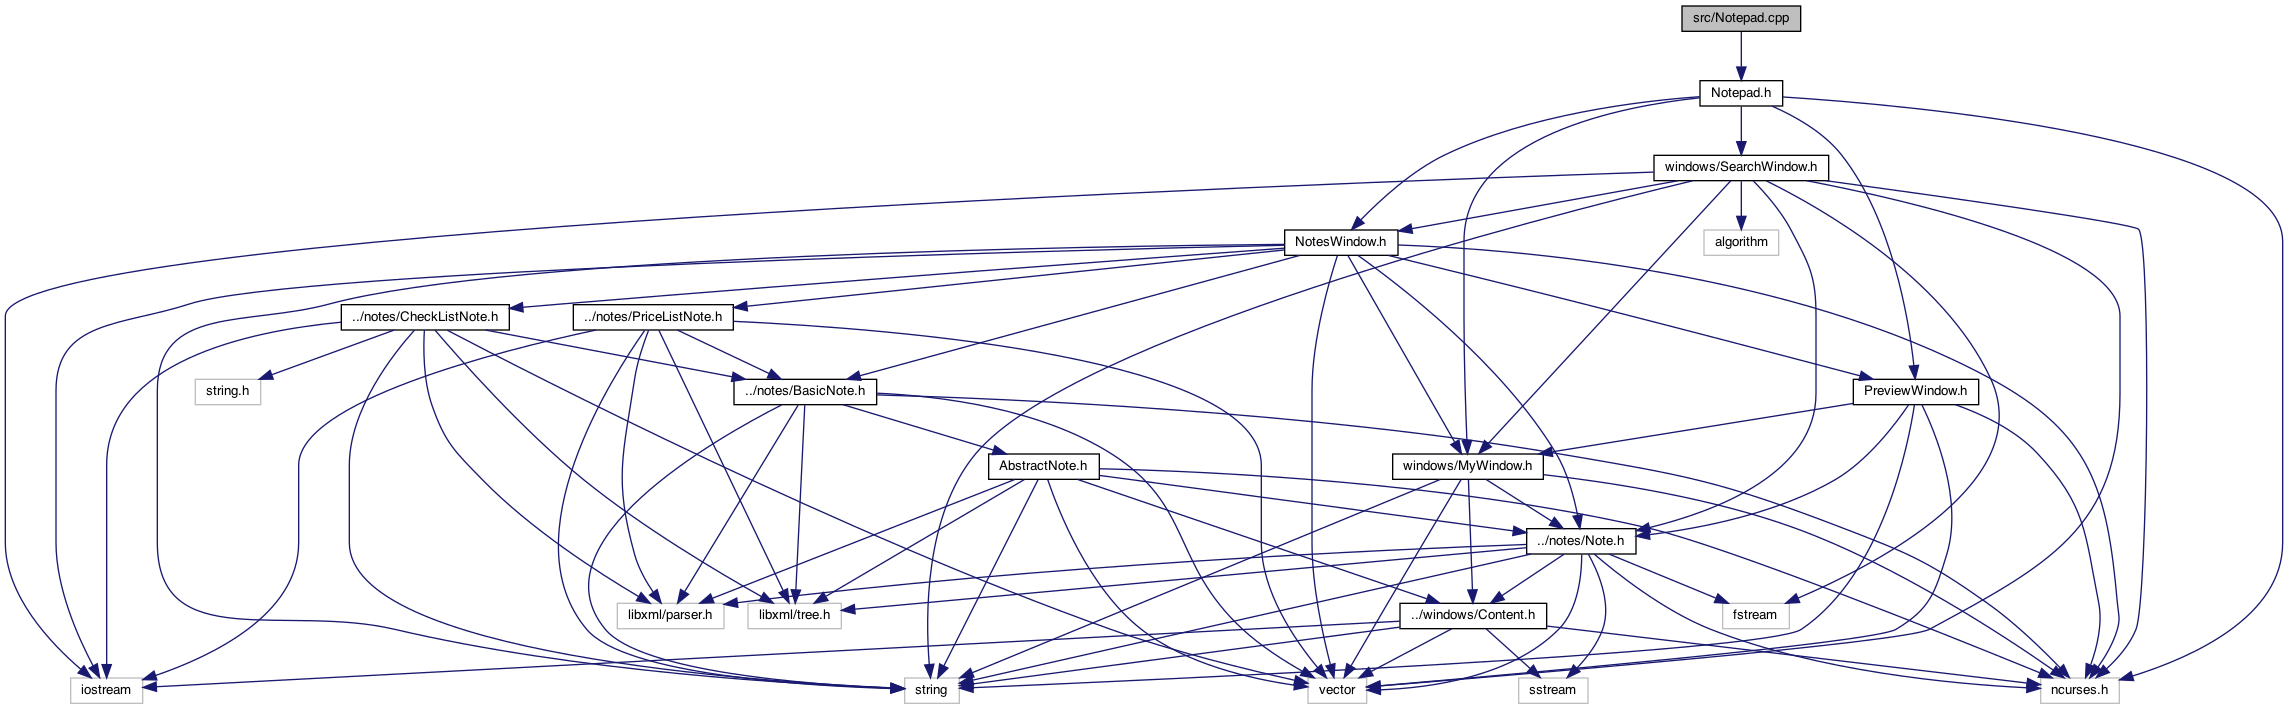 src/Notepad.cpp
Notepad.h
windows/SearchWindow.h
NotesWindow.h
algorithm
../notes/CheckListNote.h
../notes/PriceListNote.h
string.h
../notes/BasicNote.h
PreviewWindow.h
AbstractNote.h
windows/MyWindow.h
../notes/Note.h
libxml/parser.h
libxml/tree.h
../windows/Content.h
fstream
iostream
string
vector
sstream
ncurses.h